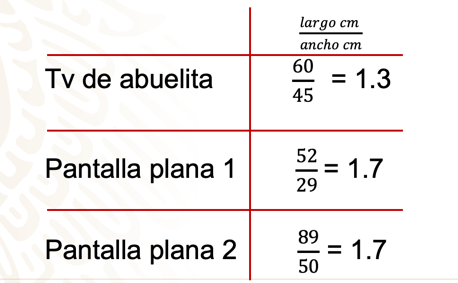 largo cm
ancho cm
Tv de abuelita 60/45 = 1.3
Pantalla plana 1 52/29 = 1.7
Pantalla plana 2 89/50 = 1.7